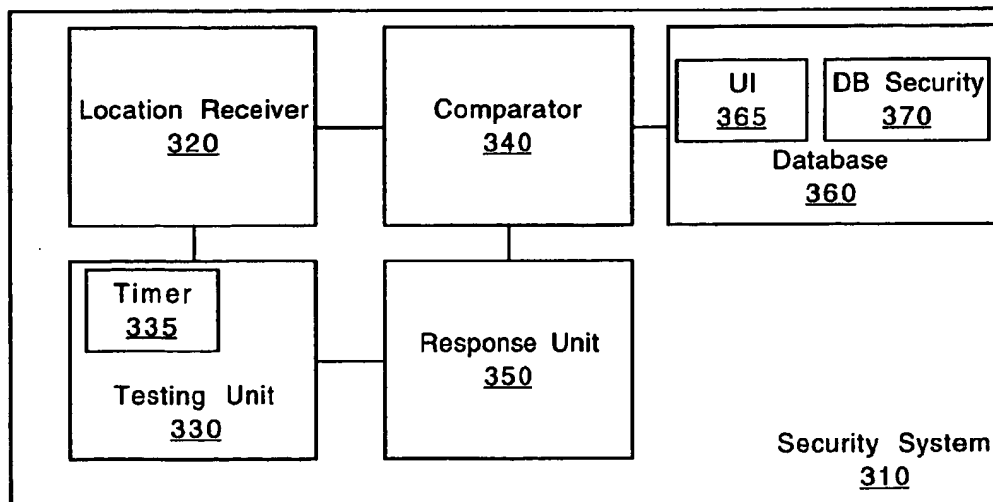 Location Receiver
320
Comparator
340
UI
365
DB Security
370
Database
360
Timer
335
Testing Unit
330
Response Unit
350
Security System
310